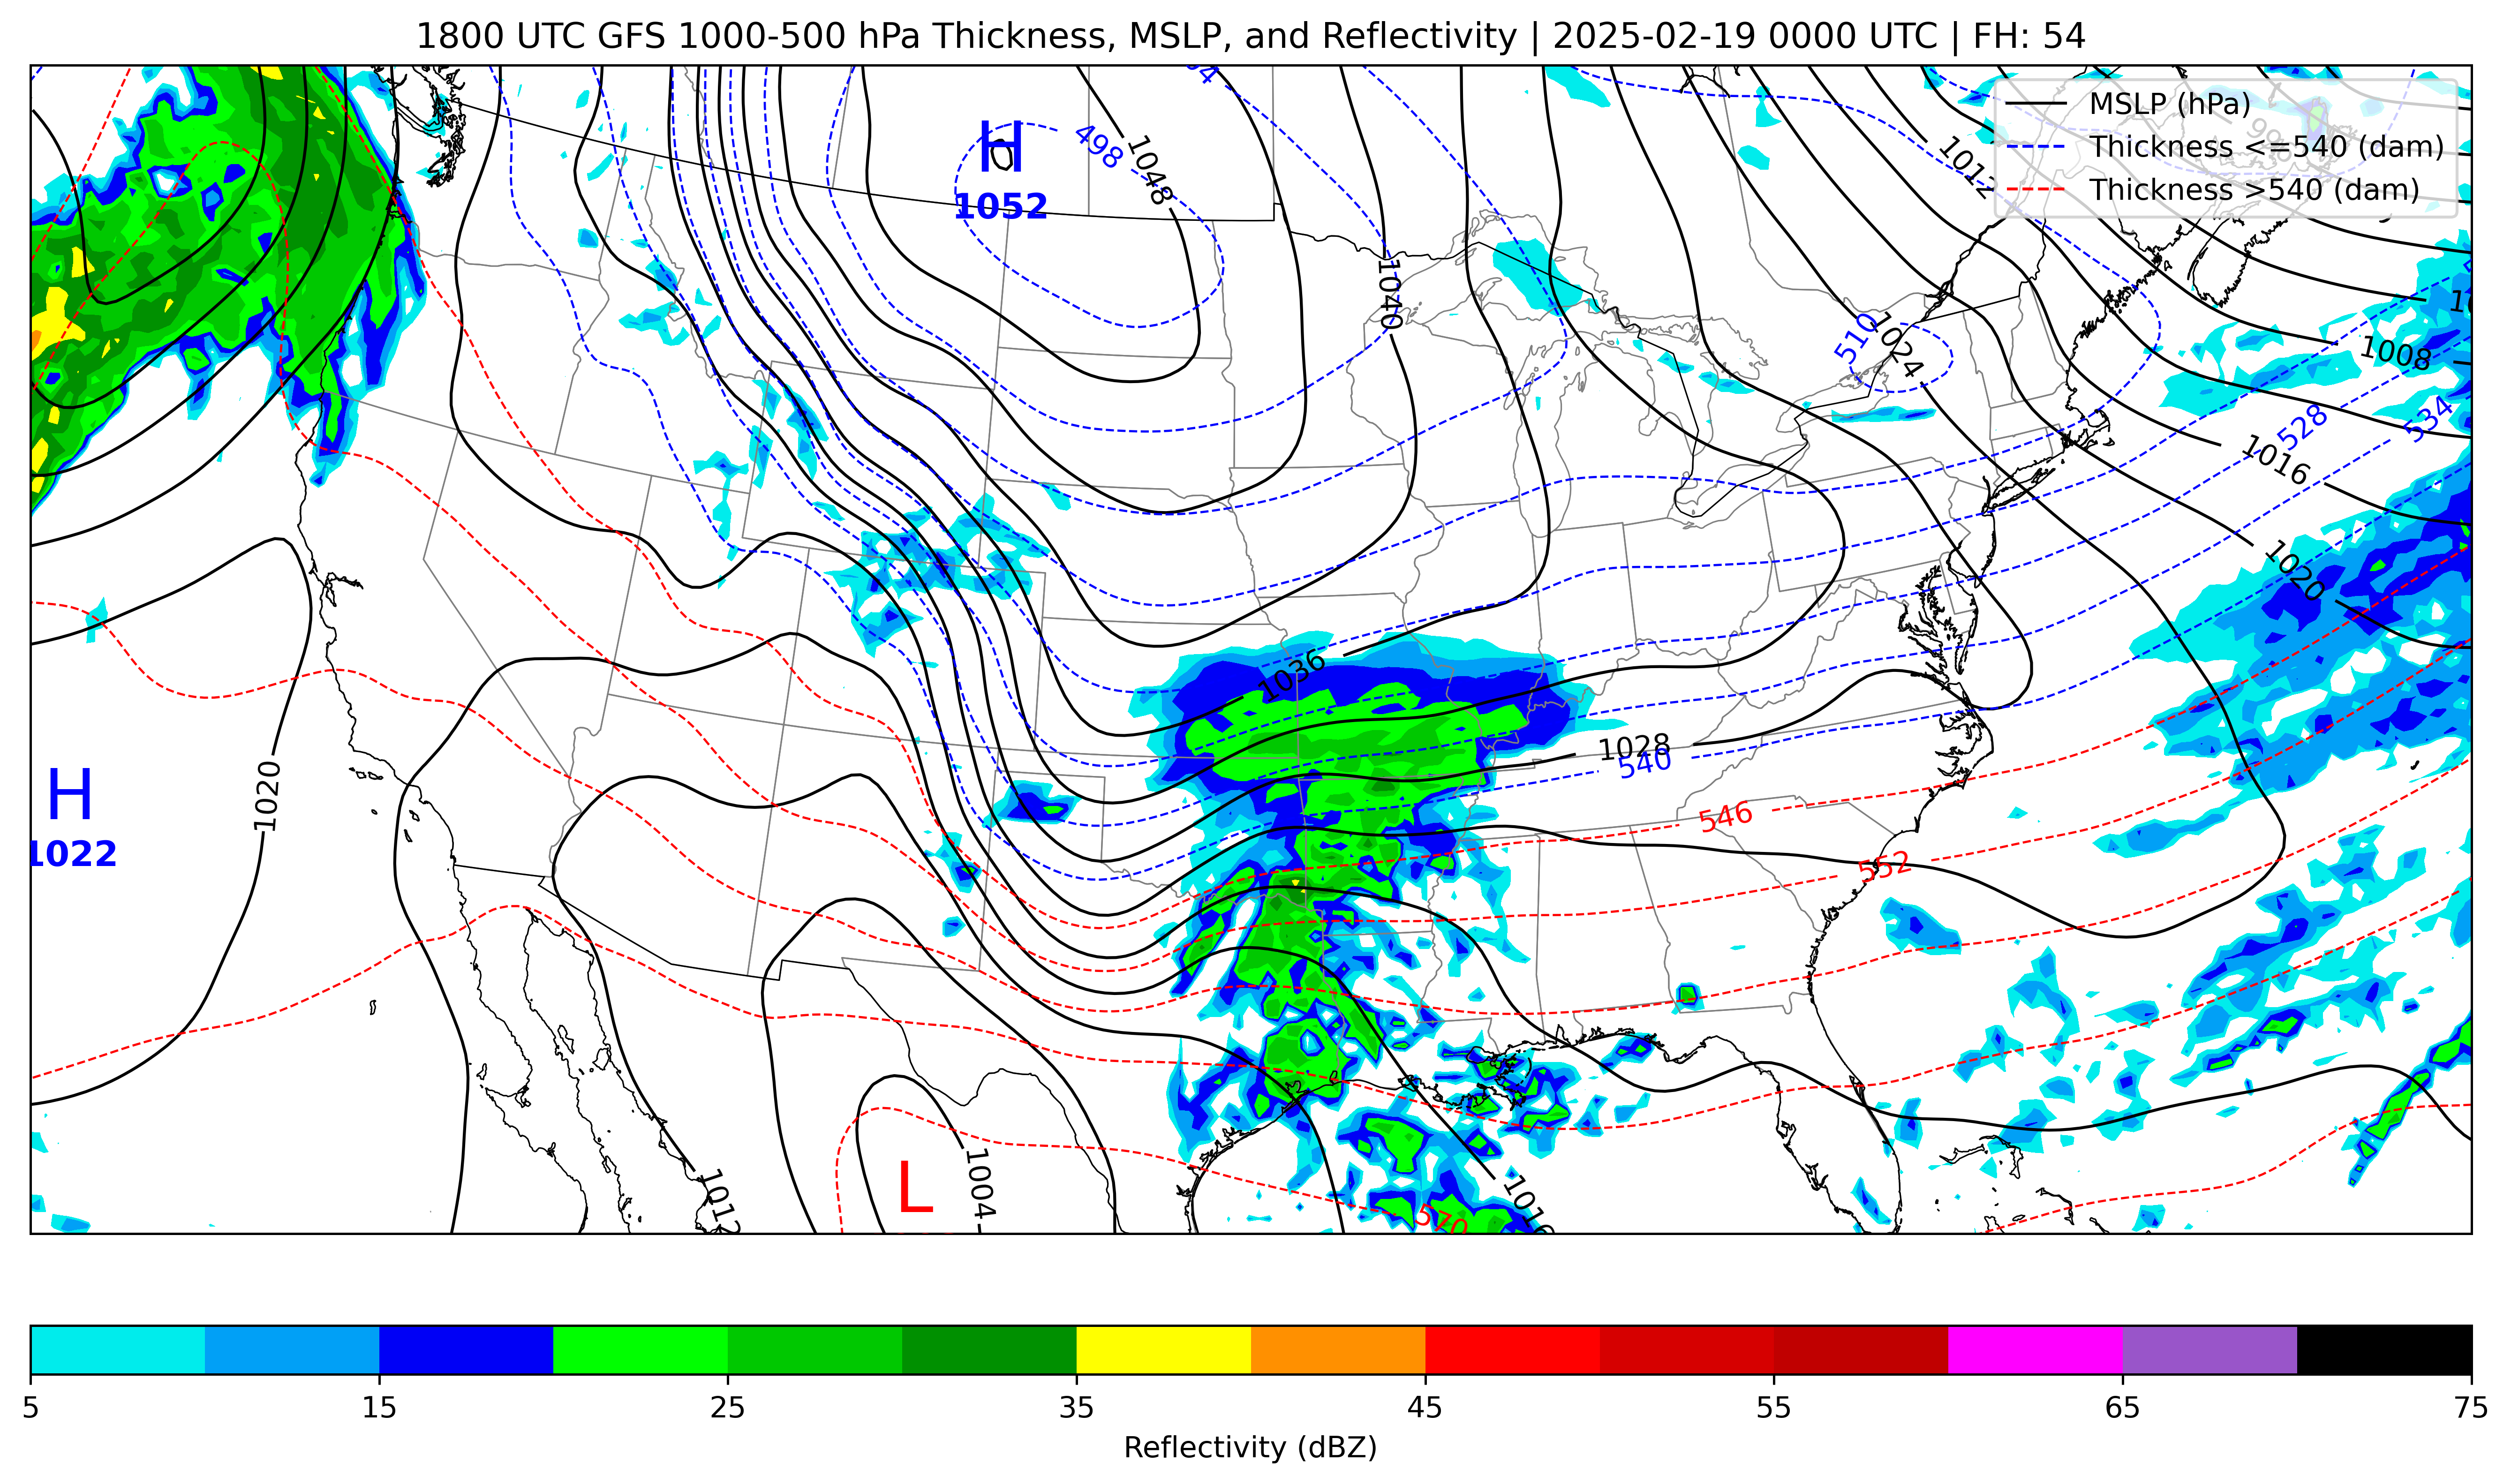 1800 UTC GFS 1000-500 hPa Thickness, MSLP, and Reflectivity | 2025-02-19 0000 UTC | FH: 54
MSLP (hPa)
Thickness <=540 (dam)
Thickness >540 (dam)
H
1052
498
1048
1012
1040
510
1024
1008
528
534
1016
1020
1036
1028
540
546
552
H
1022
1020
L
1004
1012
1016
570
5 15 25 35 45 55 65 75
Reflectivity (dBZ)